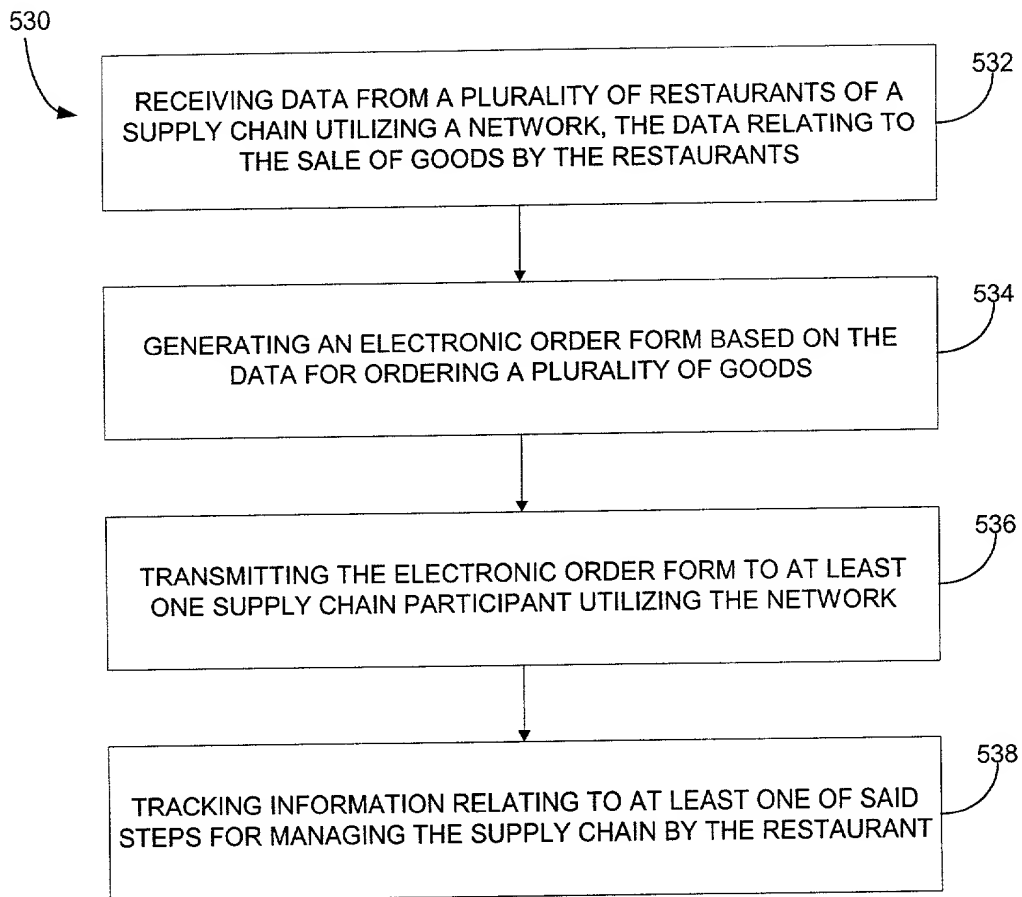 530
532
RECEIVING DATA FROM A PLURALITY OF RESTAURANTS OF A
SUPPLY CHAIN UTILIZING A NETWORK, THE DATA RELATING TO
THE SALE OF GOODS BY THE RESTAURANTS
534
GENERATING AN ELECTRONIC ORDER FORM BASED ON THE
DATA FOR ORDERING A PLURALITY OF GOODS
536
TRANSMITTING THE ELECTRONIC ORDER FORM TO AT LEAST
ONE SUPPLY CHAIN PARTICIPANT UTILIZING THE NETWORK
538
TRACKING INFORMATION RELATING TO AT LEAST ONE OF SAID
STEPS FOR MANAGING THE SUPPLY CHAIN BY THE RESTAURANT